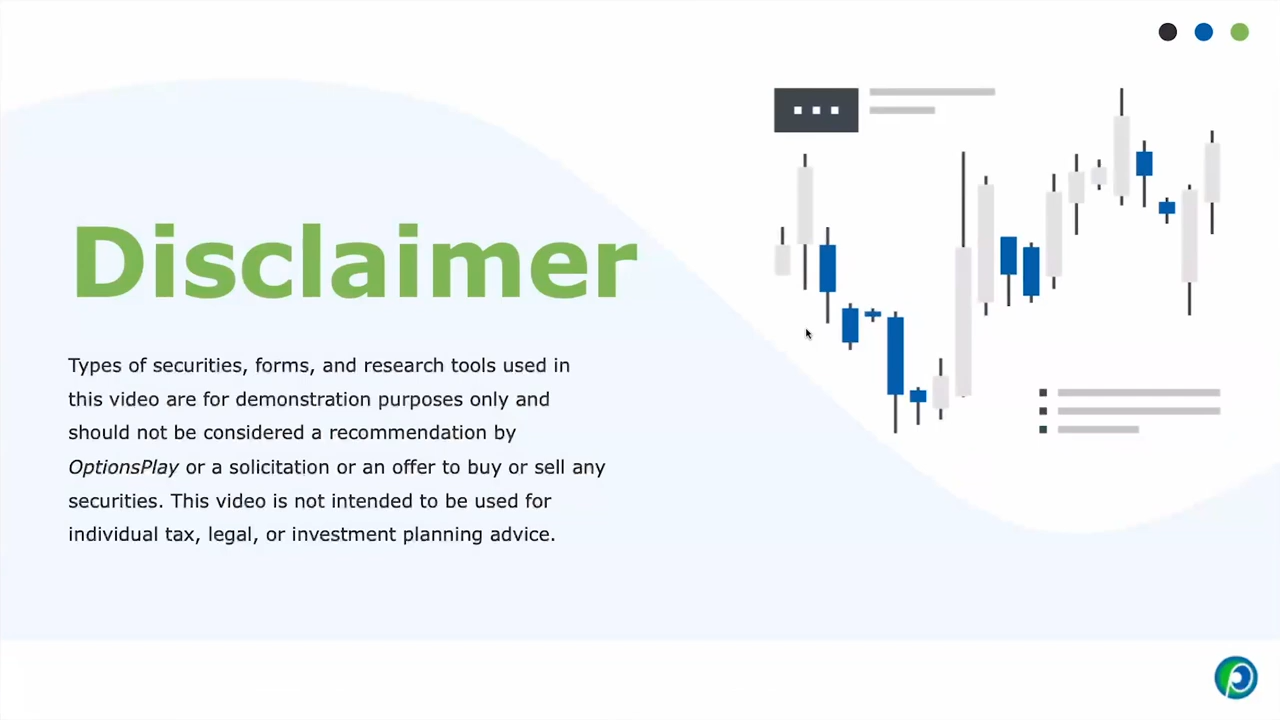 Disclaimer
Types of securities, forms, and research tools used in
this video are for demonstration purposes only and
should not be considered a recommendation by
OptionsPlay or a solicitation or an offer to buy or sell any
securities. This video is not intended to be used for
individual tax, legal, or investment planning advice.